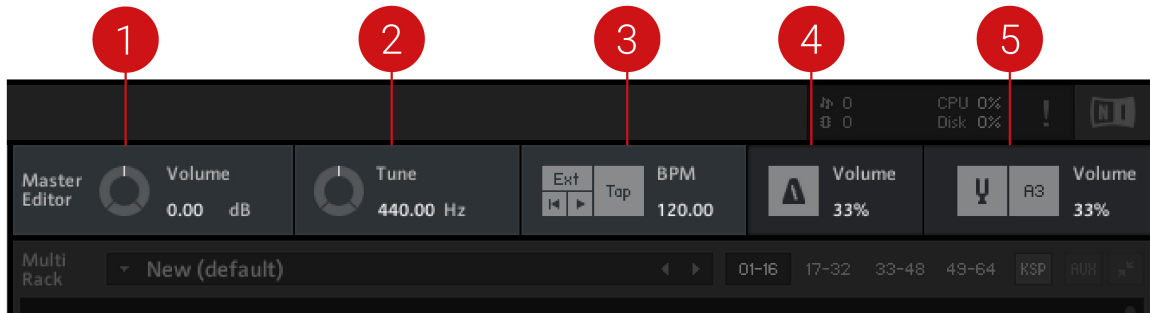 1 2 3 4 5
0 CPU 0%
0 Disk 0%
! NI
Master Editor
Volume
0.00 dB
Tune
440.00 Hz
Ext
Tap
BPM
120.00
Volume
33%
A3
Volume
33%
Multi Rack
New (default)
01-16 17-32 33-48 49-64 KSP AUX